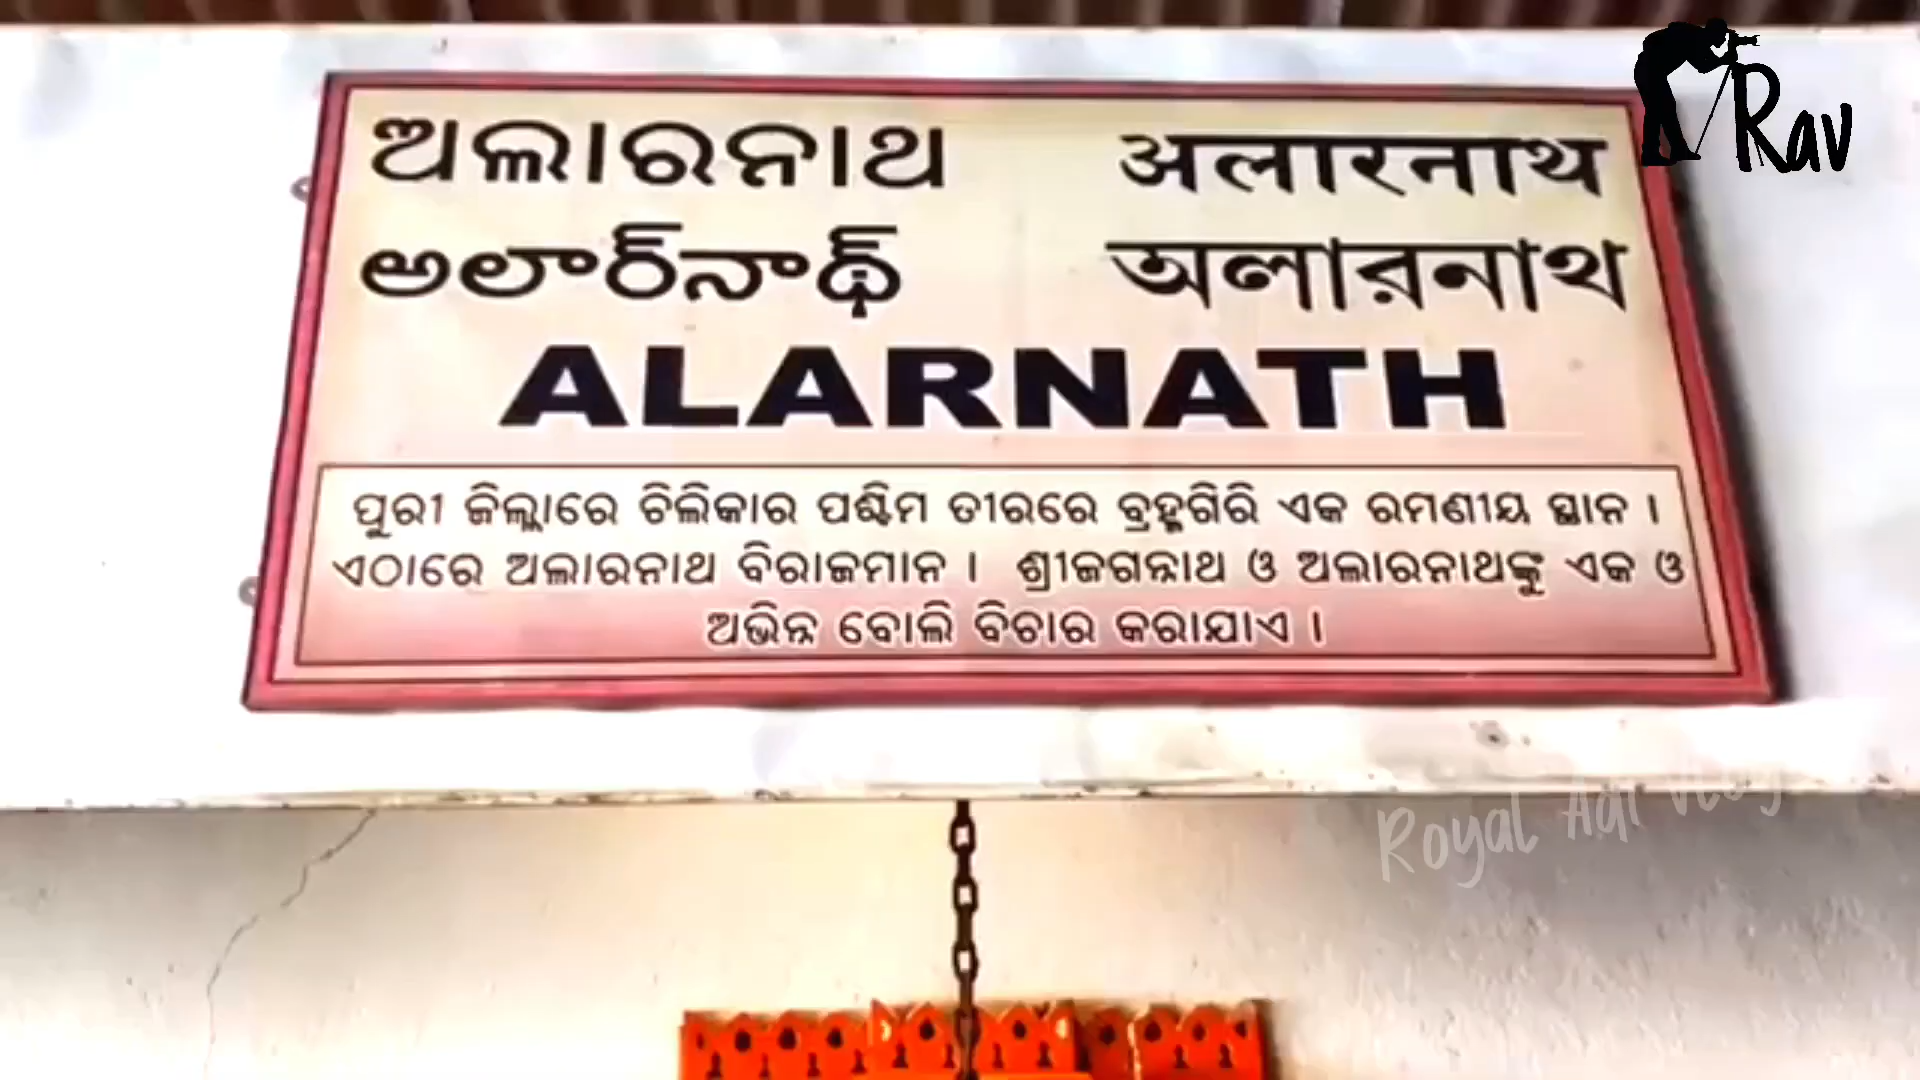 ଅଲାରନାଥ अलारनाथ
అలార్‌నాథ్ অলারনাথ
ALARNATH
ପୁରୀ ଜିଲ୍ଲାରେ ଚିଲିକାର ପଶ୍ଚିମ ତୀରରେ ବ୍ରହ୍ମଗିରି ଏକ ରମଣୀୟ ସ୍ଥାନ ।
ଏଠାରେ ଅଲାରନାଥ ବିରାଜମାନ । ଶ୍ରୀଜଗନ୍ନାଥ ଓ ଅଲାରନାଥଙ୍କୁ ଏକ ଓ
ଅଭିନ୍ନ ବୋଲି ବିଚାର କରାଯାଏ ।
Rav
Royal